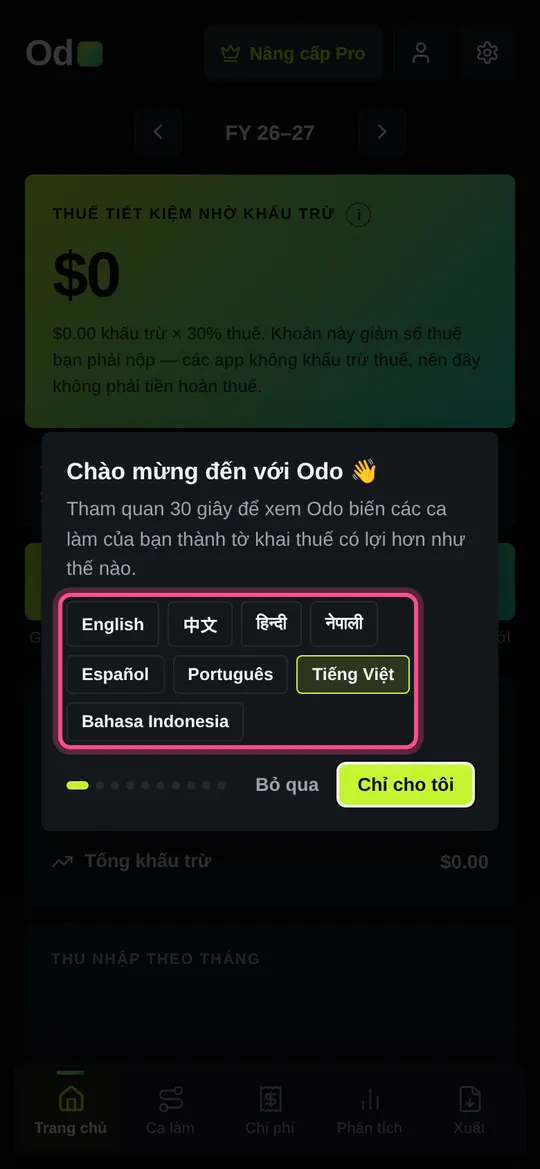 Od
Nâng cấp Pro
FY 26–27
THUẾ TIẾT KIỆM NHỜ KHẤU TRỪ
$0
$0.00 khấu trừ × 30% thuế. Khoản này giảm số thuế
bạn phải nộp — các app không khấu trừ thuế, nên đây
không phải tiền hoàn thuế.
Chào mừng đến với Odo 👋
Tham quan 30 giây để xem Odo biến các ca
làm của bạn thành tờ khai thuế có lợi hơn như
thế nào.
English
中文
हिन्दी
नेपाली
Español
Português
Tiếng Việt
Bahasa Indonesia
Bỏ qua
Chỉ cho tôi
Tổng khấu trừ
$0.00
THU NHẬP THEO THÁNG
Trang chủ
Ca làm
Chi phí
Phân tích
Xuất